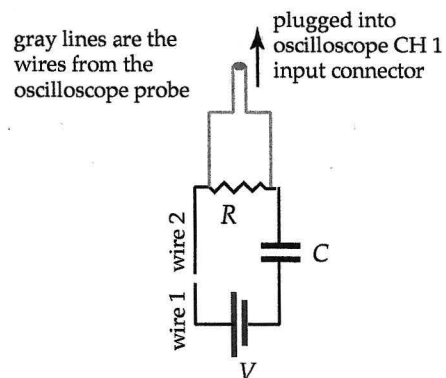 gray lines are the
wires from the
oscilloscope probe
plugged into
oscilloscope CH 1
input connector
R
wire 2
C
wire 1
V